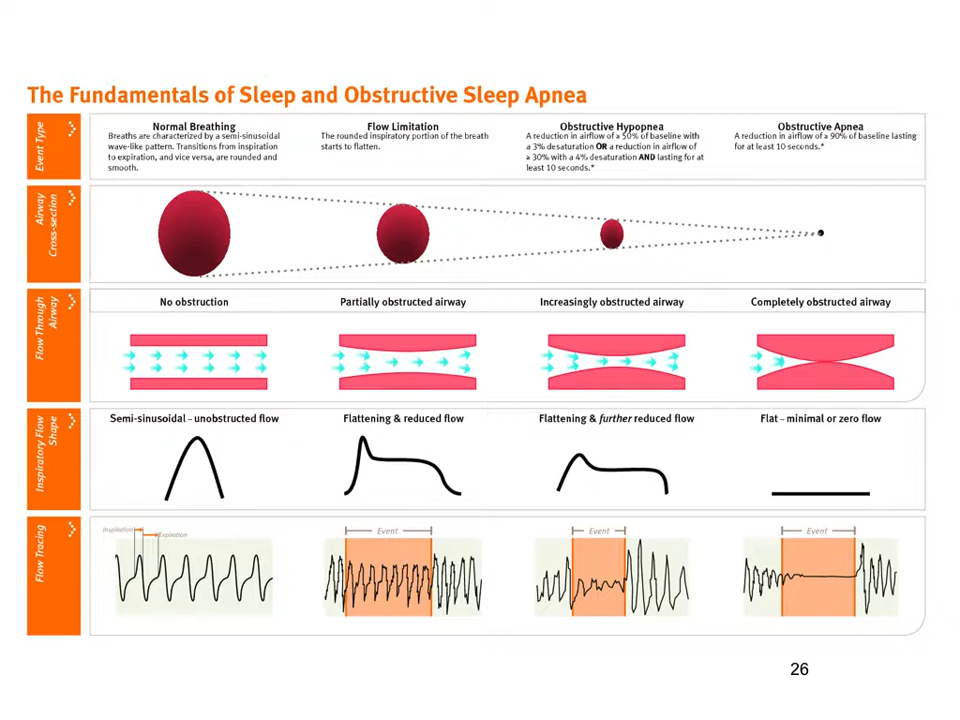 The Fundamentals of Sleep and Obstructive Sleep Apnea
Event Type
Normal Breathing
Breaths are characterized by a semi-sinusoidal
wave-like pattern. Transitions from inspiration
to expiration, and vice versa, are rounded and
smooth.
Flow Limitation
The rounded inspiratory portion of the breath
starts to flatten.
Obstructive Hypopnea
A reduction in airflow of ≥ 50% of baseline with
a 3% desaturation OR a reduction in airflow of
≥ 30% with a 4% desaturation AND lasting for at
least 10 seconds.*
Obstructive Apnea
A reduction in airflow of ≥ 90% of baseline lasting
for at least 10 seconds.*
Airway
Cross-section
Flow Through
Airway
No obstruction
Partially obstructed airway
Increasingly obstructed airway
Completely obstructed airway
Inspiratory Flow
Shape
Semi-sinusoidal – unobstructed flow
Flattening & reduced flow
Flattening & further reduced flow
Flat – minimal or zero flow
Flow Tracing
Inspiration
Expiration
Event
Event
Event
26